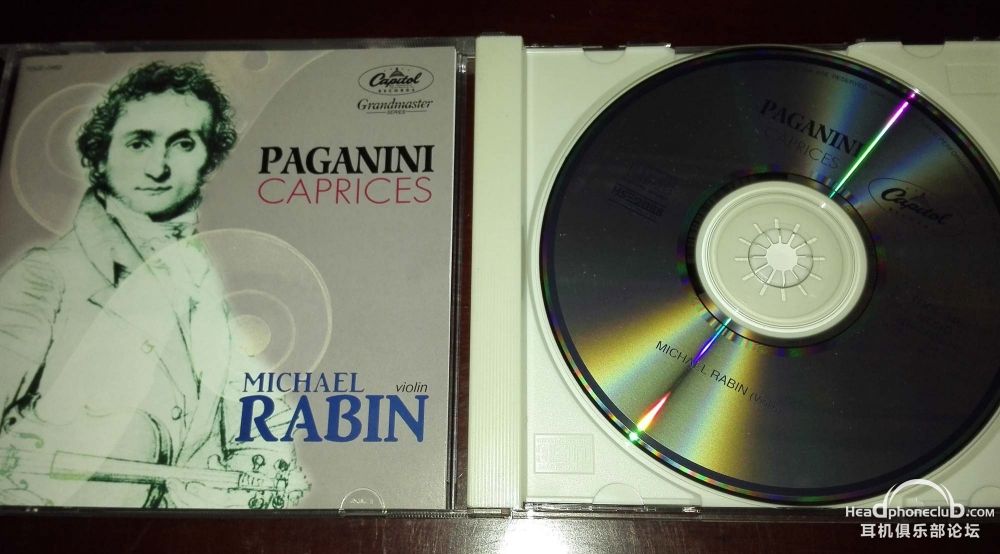 Capitol
RECORDS
Grandmaster
SERIES
PAGANINI
CAPRICES
MICHAEL violin
RABIN
PAGANINI
CAPRICES
Capitol
MICHAEL RABIN
HeadphonecluB.com
耳机俱乐部论坛